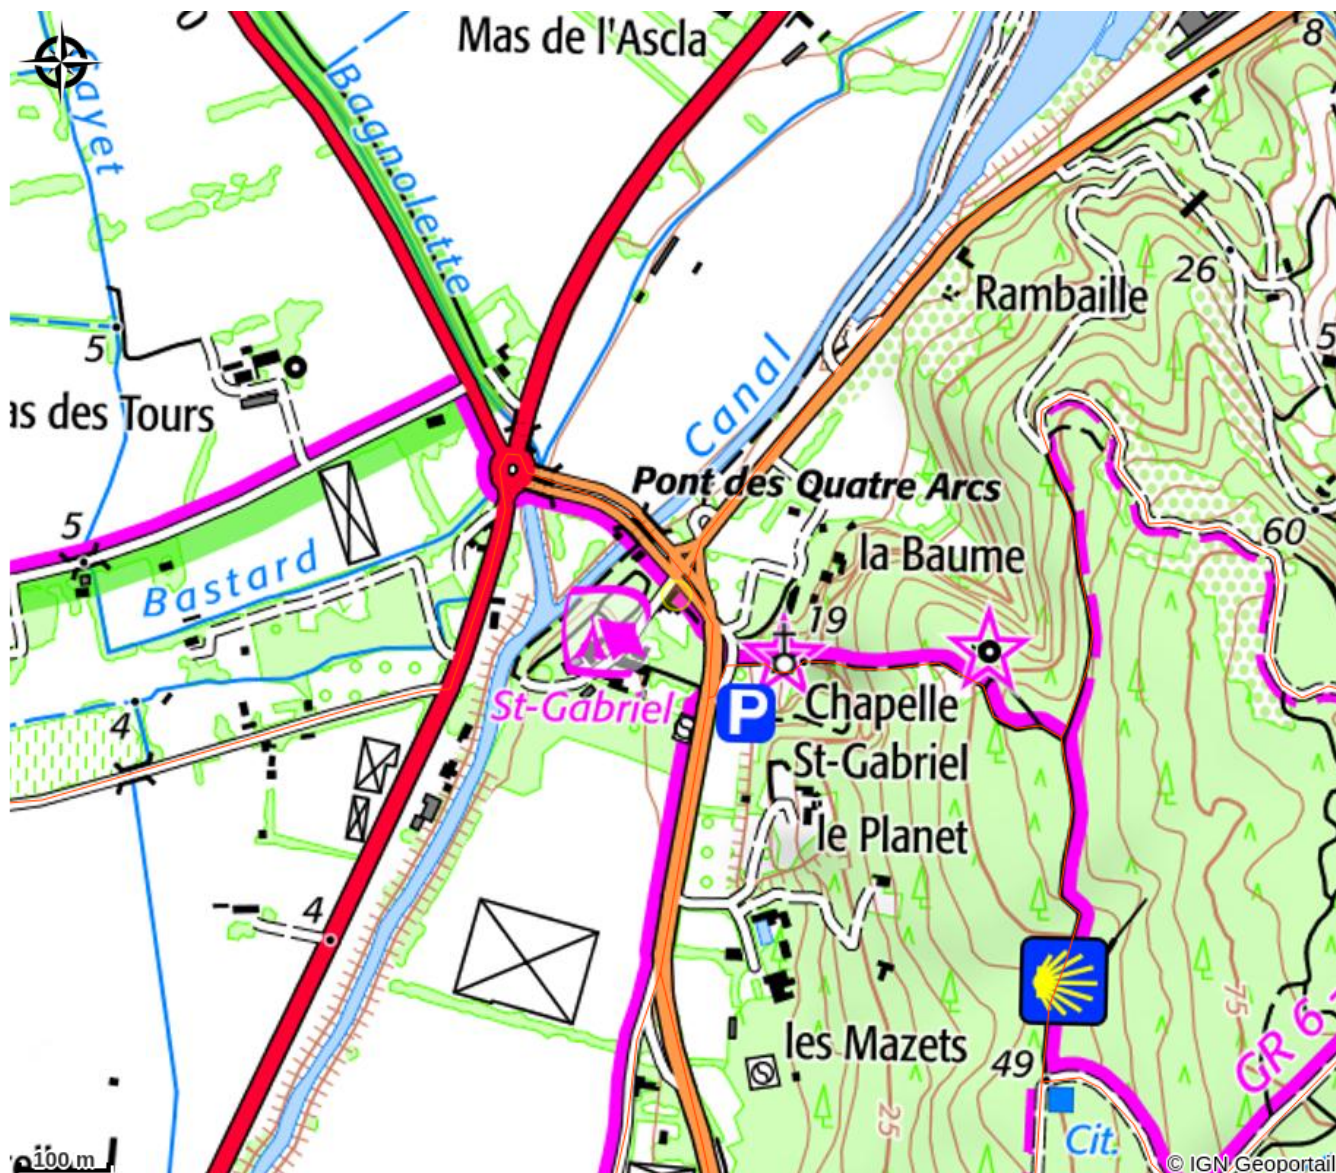 Mas de l'Ascla
8
Bayet
Bagnolette
Rambaille
26
5
5
Canal
as des Tours
Pont des Quatre Arcs
5
60
la Baume
Bastard
19
St-Gabriel
P
Chapelle
St-Gabriel
4
le Planet
4
75
GR 6
les Mazets
49
25
Cit.
100 m
© IGN Geoportail